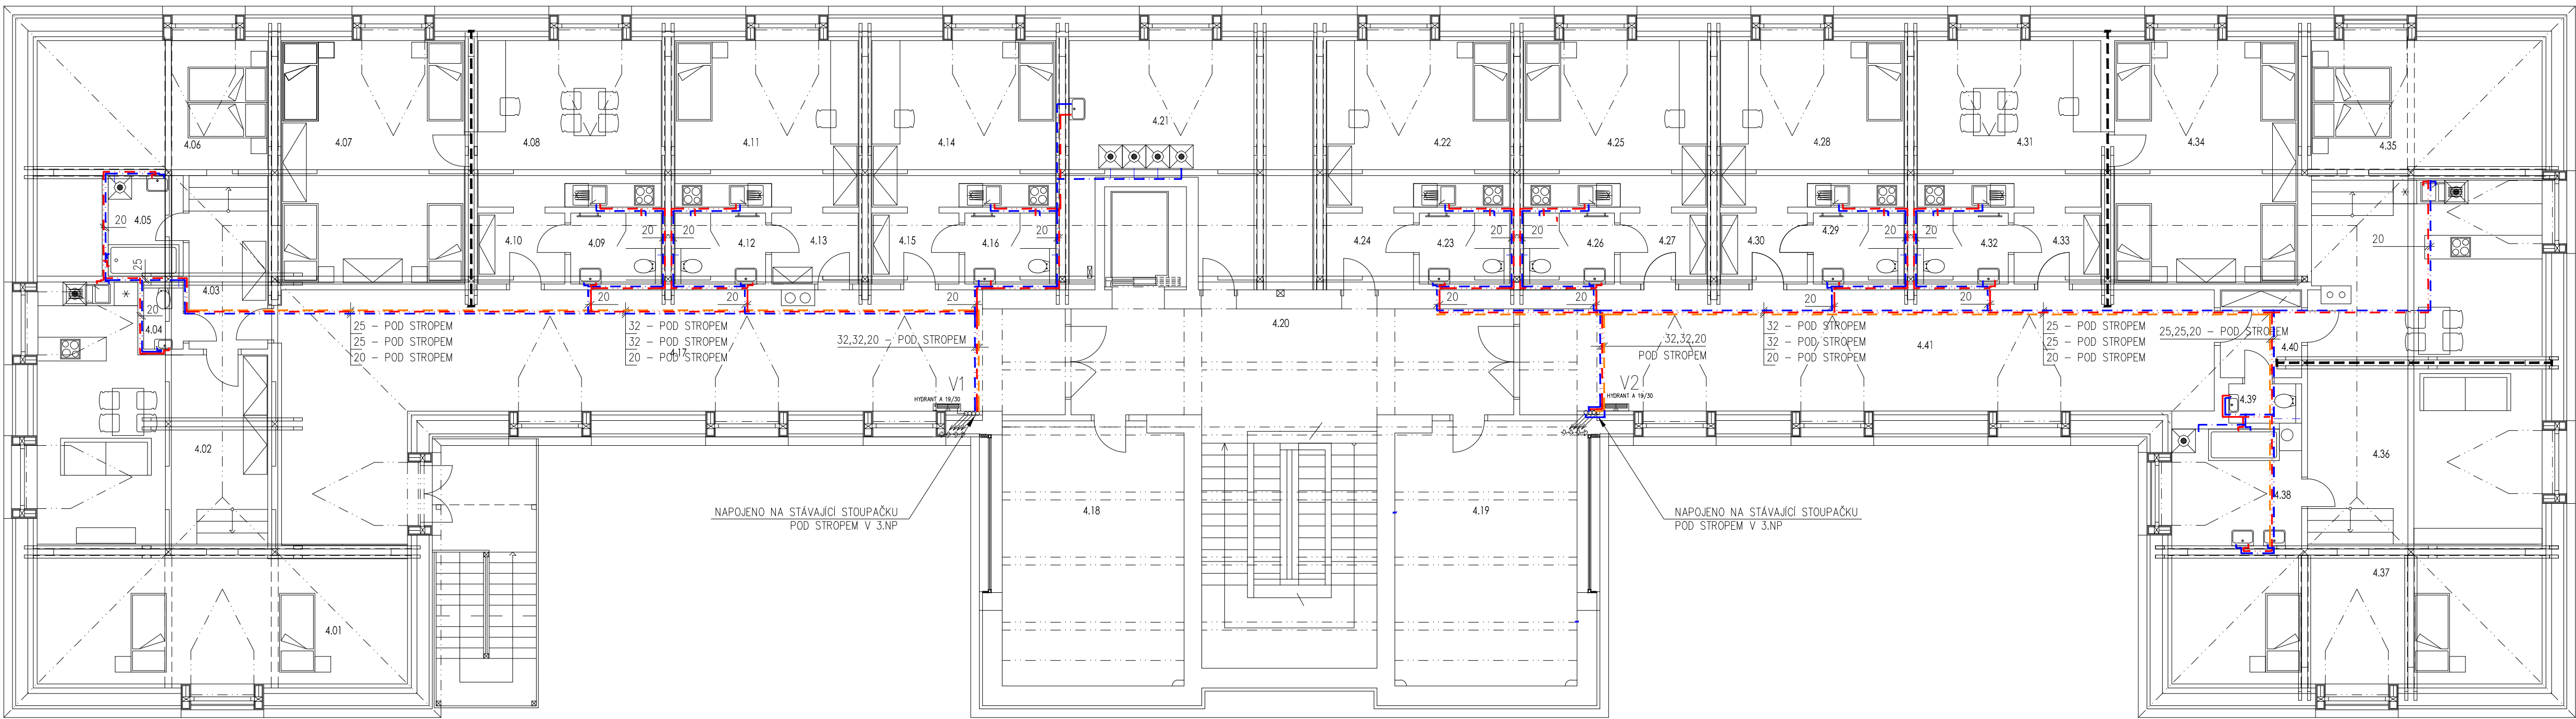 4.21
4.06
4.07
4.08
4.11
4.14
4.22
4.25
4.28
4.31
4.34
4.35
20
4.05
4.10
4.09
20
20
4.12
4.13
4.15
4.16
20
4.24
4.23
20
20
4.26
4.27
4.30
4.29
20
20
4.32
4.33
20
25
4.03
20
4.04
20
20
20
20
20
20
20
4.20
25 - POD STROPEM
25 - POD STROPEM
20 - POD STROPEM
32 - POD STROPEM
32 - POD STROPEM
20 - POD STROPEM
4.17
32,32,20 - POD STROPEM
32,32,20
POD STROPEM
32 - POD STROPEM
32 - POD STROPEM
20 - POD STROPEM
4.41
25 - POD STROPEM
25 - POD STROPEM
20 - POD STROPEM
25,25,20 - POD STROPEM
4.40
V1
HYDRANT A 19/30
V2
HYDRANT A 19/30
4.39
4.02
4.36
4.38
NAPOJENO NA STÁVAJÍCÍ STOUPAČKU
POD STROPEM V 3.NP
4.18
4.19
NAPOJENO NA STÁVAJÍCÍ STOUPAČKU
POD STROPEM V 3.NP
4.37
4.01